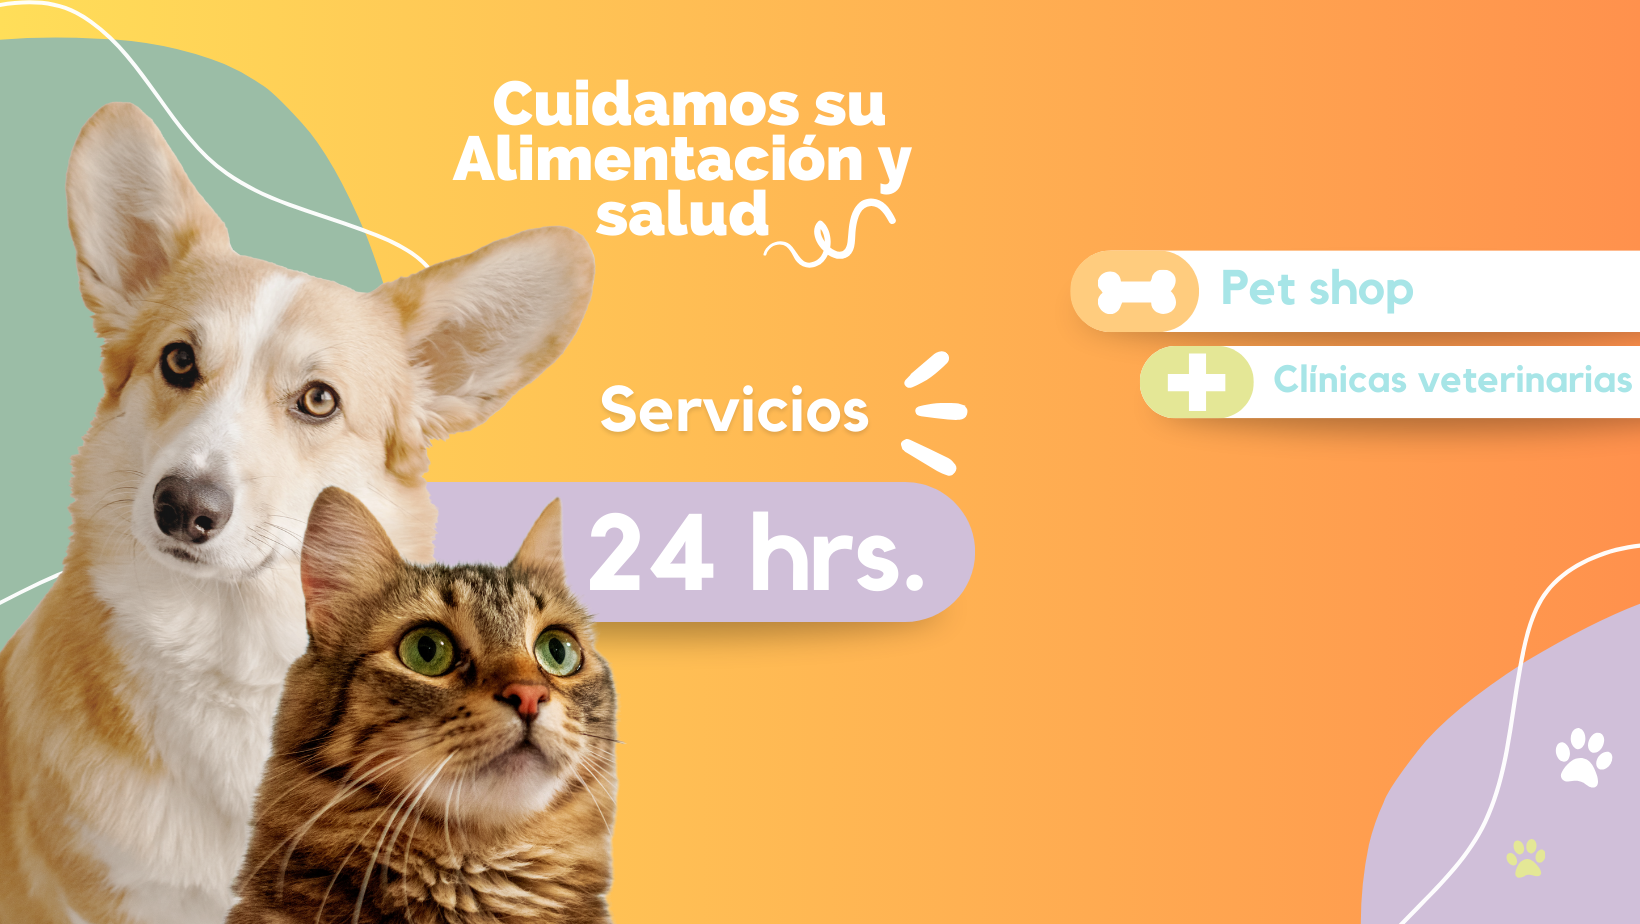 Cuidamos su
Alimentación y
salud
Servicios
24 hrs.
Pet shop
Clínicas veterinarias